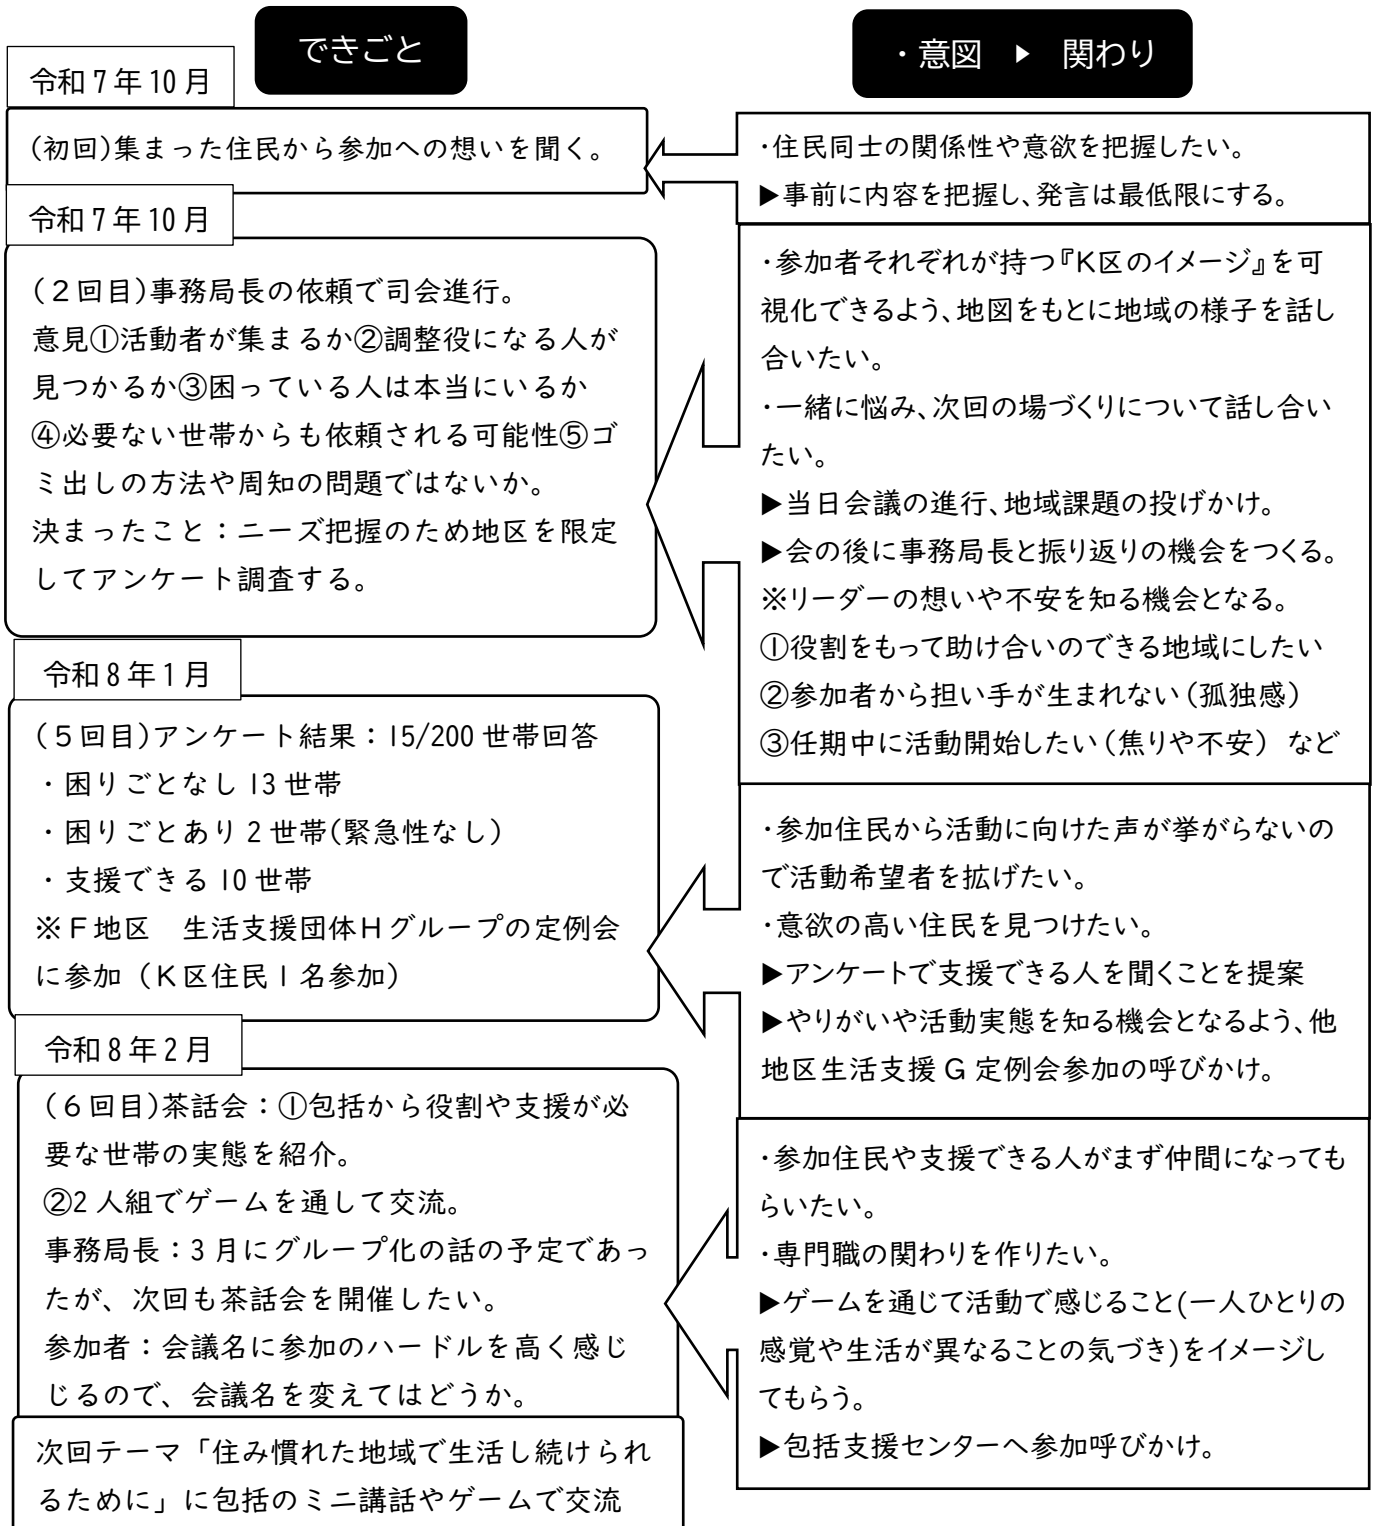 できごと
・意図 ▶ 関わり
令和7年10月
(初回)集まった住民から参加への想いを聞く。
・住民同士の関係性や意欲を把握したい。
▶事前に内容を把握し、発言は最低限にする。
令和7年10月
(2回目)事務局長の依頼で司会進行。
意見①活動者が集まるか②調整役になる人が
見つかるか③困っている人は本当にいるか
④必要ない世帯からも依頼される可能性⑤ゴ
ミ出しの方法や周知の問題ではないか。
決まったこと：ニーズ把握のため地区を限定
してアンケート調査する。
・参加者それぞれが持つ『K区のイメージ』を可
視化できるよう、地図をもとに地域の様子を話し
合いたい。
・一緒に悩み、次回の場づくりについて話し合い
たい。
▶当日会議の進行、地域課題の投げかけ。
▶会の後に事務局長と振り返りの機会をつくる。
※リーダーの想いや不安を知る機会となる。
①役割をもって助け合いのできる地域にしたい
②参加者から担い手が生まれない(孤独感)
③任期中に活動開始したい(焦りや不安) など
令和8年1月
(5回目)アンケート結果：15/200世帯回答
・困りごとなし13世帯
・困りごとあり2世帯(緊急性なし)
・支援できる10世帯
※F地区　生活支援団体Hグループの定例会
に参加（K区住民1名参加）
・参加住民から活動に向けた声が挙がらないの
で活動希望者を拡げたい。
・意欲の高い住民を見つけたい。
▶アンケートで支援できる人を聞くことを提案
▶やりがいや活動実態を知る機会となるよう、他
地区生活支援G定例会参加の呼びかけ。
令和8年2月
(6回目)茶話会：①包括から役割や支援が必
要な世帯の実態を紹介。
②2人組でゲームを通して交流。
事務局長：3月にグループ化の話の予定であっ
たが、次回も茶話会を開催したい。
参加者：会議名に参加のハードルを高く感じ
じるので、会議名を変えてはどうか。
・参加住民や支援できる人がまず仲間になっても
らいたい。
・専門職の関わりを作りたい。
▶ゲームを通じて活動で感じること(一人ひとりの
感覚や生活が異なることの気づき)をイメージし
てもらう。
▶包括支援センターへ参加呼びかけ。
次回テーマ「住み慣れた地域で生活し続けられ
るために」に包括のミニ講話やゲームで交流